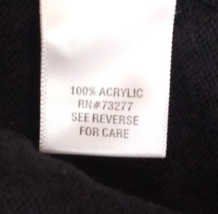 100% ACRYLIC
RN#73277
SEE REVERSE
FOR CARE